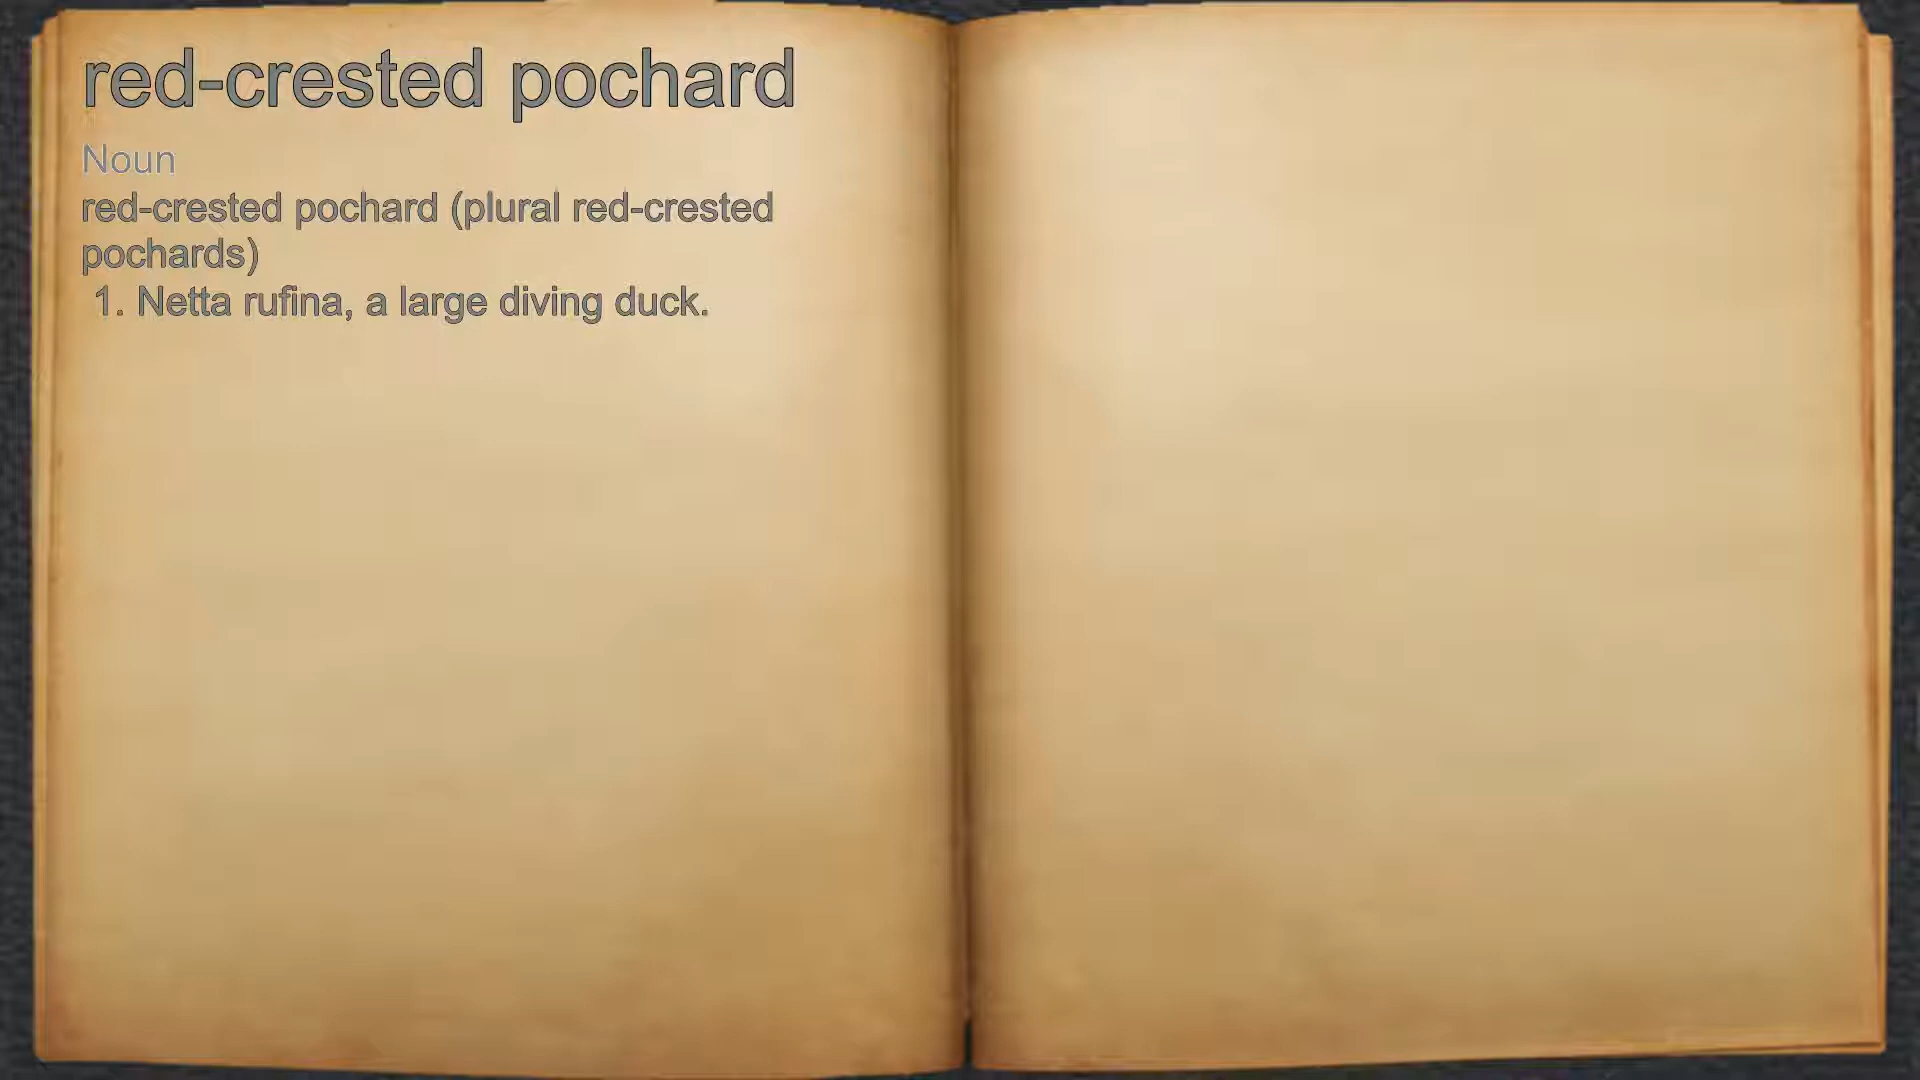 red-crested pochard
Noun
red-crested pochard (plural red-crested
pochards)
1. Netta rufina, a large diving duck.